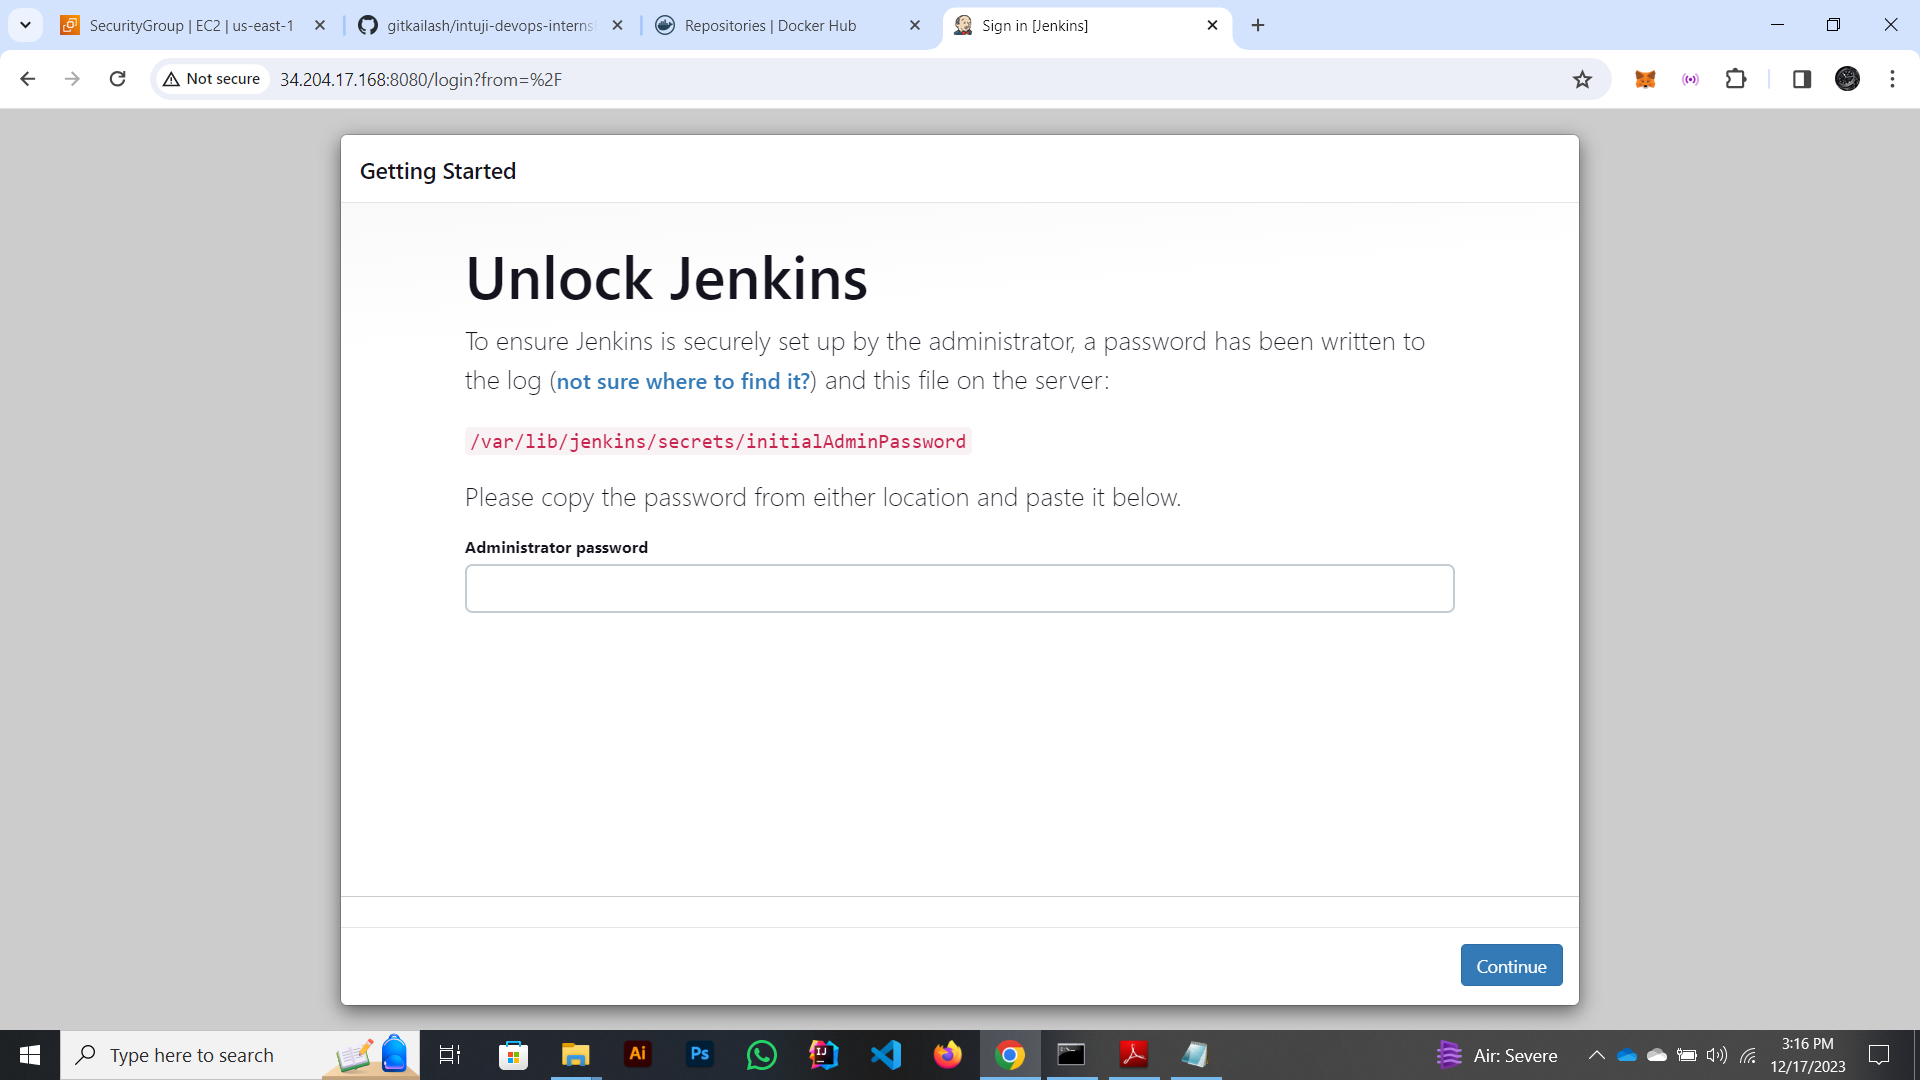 SecurityGroup | EC2 | us-east-1
gitkailash/intuji-devops-interns
Repositories | Docker Hub
Sign in [Jenkins]
Not secure
34.204.17.168:8080/login?from=%2F
Getting Started
Unlock Jenkins
To ensure Jenkins is securely set up by the administrator, a password has been written to
the log (not sure where to find it?) and this file on the server:
/var/lib/jenkins/secrets/initialAdminPassword
Please copy the password from either location and paste it below.
Administrator password
Continue
Type here to search
Ai
Ps
IJ
Air: Severe
3:16 PM
12/17/2023